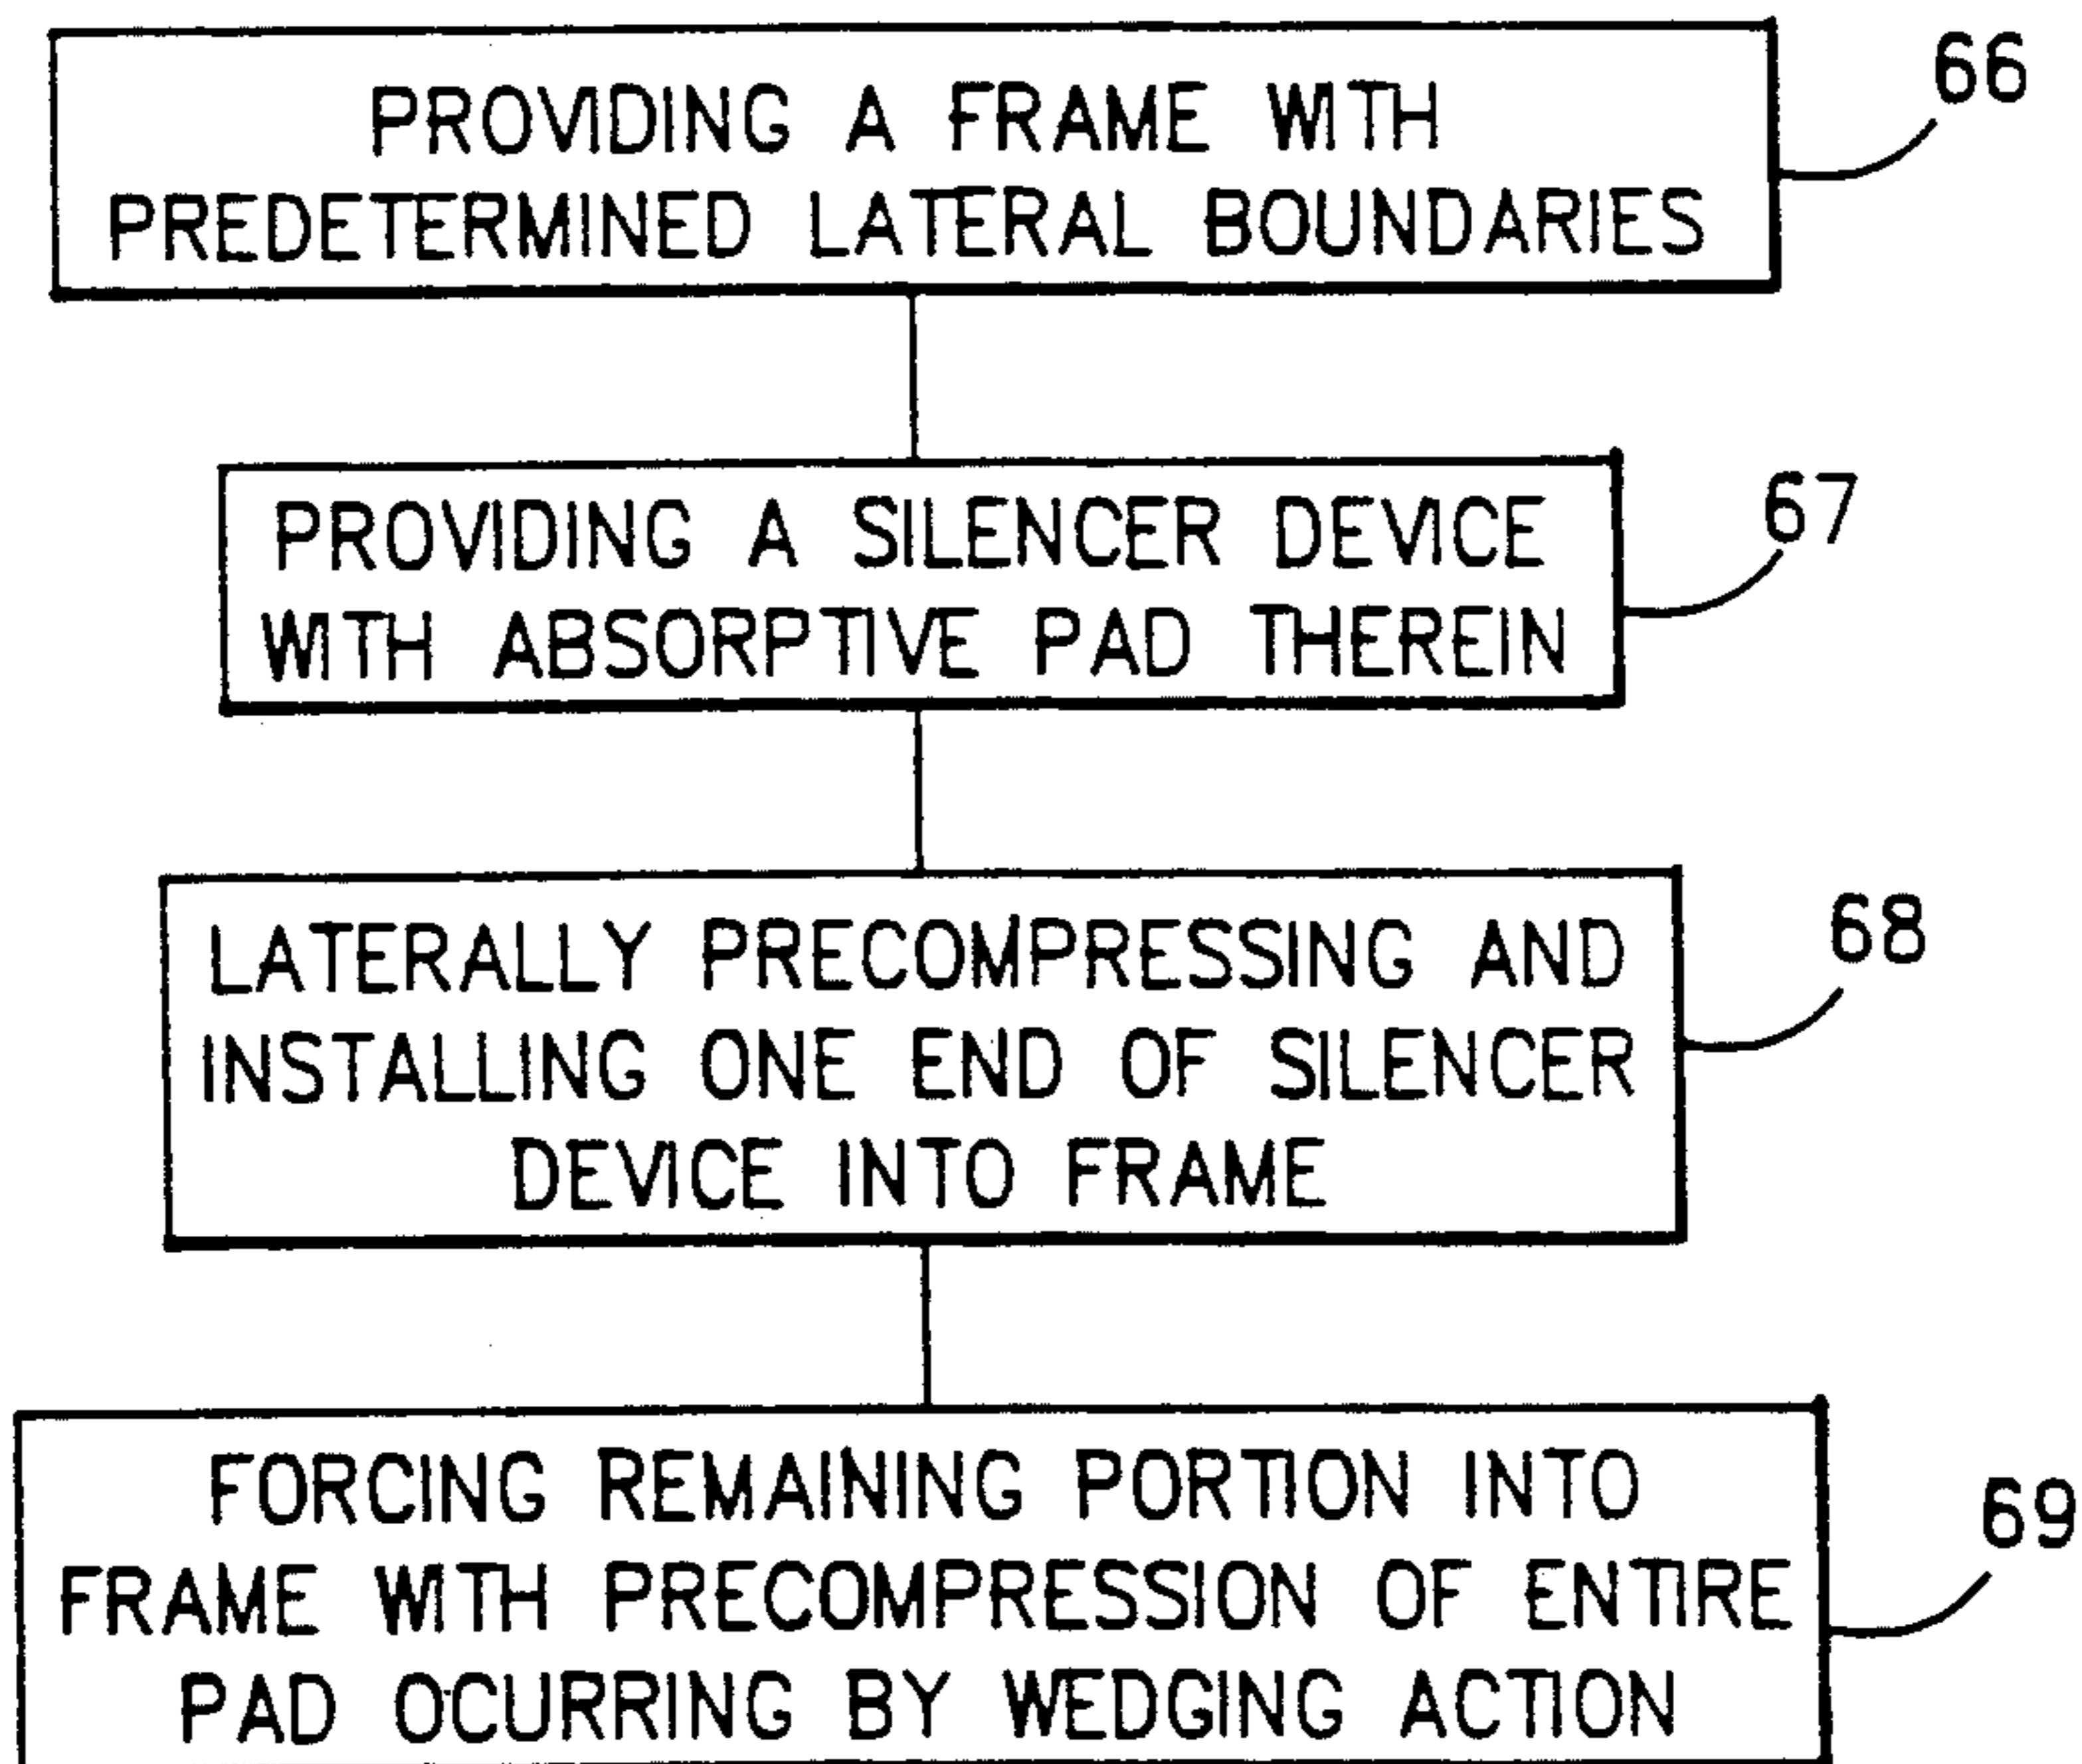 PROVIDING A FRAME WITH
PREDETERMINED LATERAL BOUNDARIES
66
PROVIDING A SILENCER DEVICE
WITH ABSORPTIVE PAD THEREIN
67
LATERALLY PRECOMPRESSING AND
INSTALLING ONE END OF SILENCER
DEVICE INTO FRAME
68
FORCING REMAINING PORTION INTO
FRAME WITH PRECOMPRESSION OF ENTIRE
PAD OCURRING BY WEDGING ACTION
69